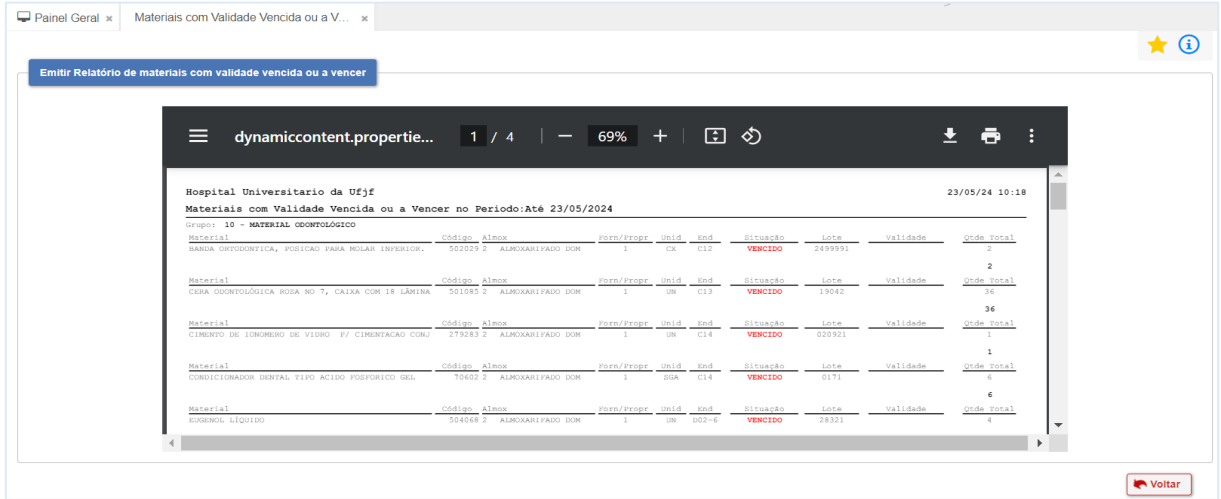 Painel Geral × Materiais com Validade Vencida ou a V... ×
Emitir Relatório de materiais com validade vencida ou a vencer
dynamiccontent.propertie... 1 / 4 | − 69% + |
Hospital Universitario da Ufjf 23/05/24 10:18
Materiais com Validade Vencida ou a Vencer no Periodo:Até 23/05/2024
Grupo: 10 - MATERIAL ODONTOLÓGICO
Material Código Almox Forn/Propr Unid End Situação Lote Validade Qtde Total
BANDA ORTODONTICA, POSICAO PARA MOLAR INFERIOR. 502029 2 ALMOXARIFADO DOM 1 CX C12 VENCIDO 2499991 2
2
Material Código Almox Forn/Propr Unid End Situação Lote Validade Qtde Total
CERA ODONTOLÓGICA ROSA NO 7, CAIXA COM 18 LÂMINA 501085 2 ALMOXARIFADO DOM 1 UN C13 VENCIDO 19042 36
36
Material Código Almox Forn/Propr Unid End Situação Lote Validade Qtde Total
CIMENTO DE IONOMERO DE VIDRO P/ CIMENTACAO CONJ 279283 2 ALMOXARIFADO DOM 1 UN C14 VENCIDO 020921 1
1
Material Código Almox Forn/Propr Unid End Situação Lote Validade Qtde Total
CONDICIONADOR DENTAL TIPO ACIDO FOSFORICO GEL 70602 2 ALMOXARIFADO DOM 1 SGA C14 VENCIDO 0171 6
6
Material Código Almox Forn/Propr Unid End Situação Lote Validade Qtde Total
EUGENOL LÍQUIDO 504068 2 ALMOXARIFADO DOM 1 UN D02-6 VENCIDO 28321 4
Voltar